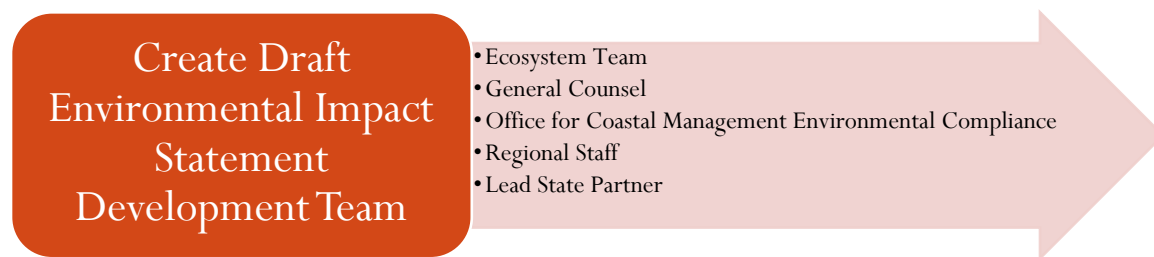 Create Draft
Environmental Impact
Statement
Development Team
• Ecosystem Team
• General Counsel
• Office for Coastal Management Environmental Compliance
• Regional Staff
• Lead State Partner